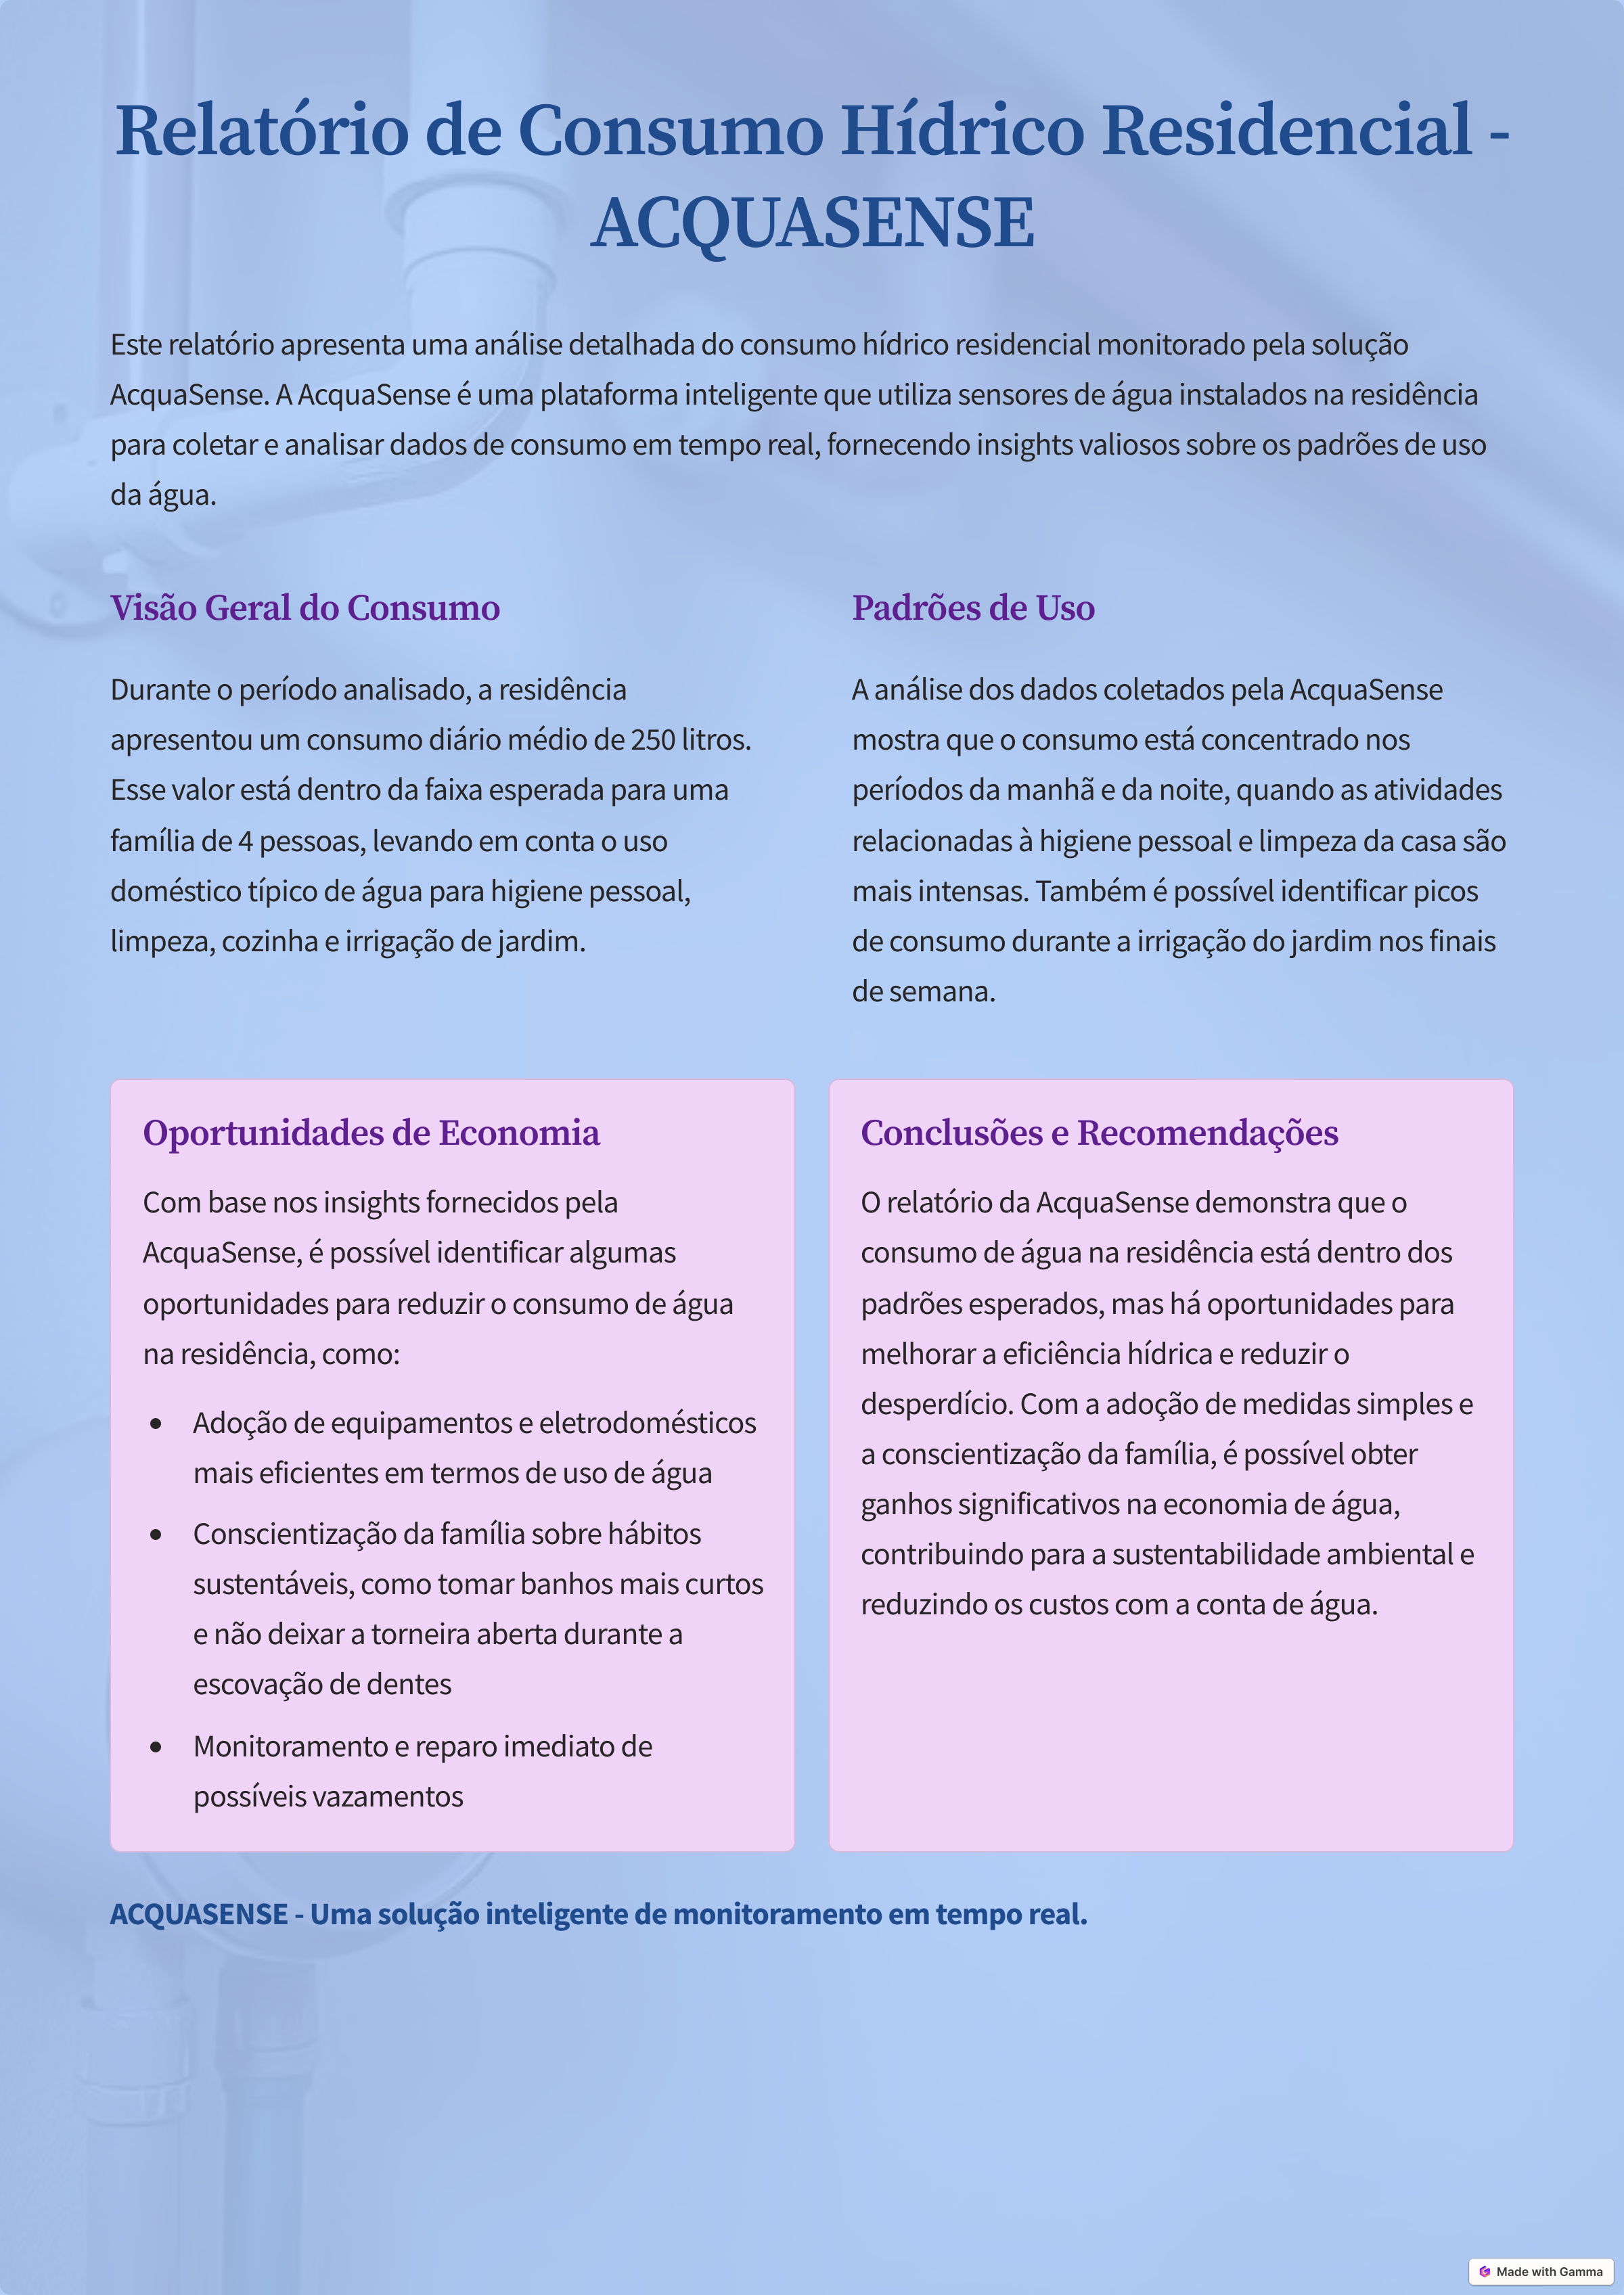 Relatório de Consumo Hídrico Residencial -
ACQUASENSE
Este relatório apresenta uma análise detalhada do consumo hídrico residencial monitorado pela solução
AcquaSense. A AcquaSense é uma plataforma inteligente que utiliza sensores de água instalados na residência
para coletar e analisar dados de consumo em tempo real, fornecendo insights valiosos sobre os padrões de uso
da água.
Visão Geral do Consumo
Durante o período analisado, a residência
apresentou um consumo diário médio de 250 litros.
Esse valor está dentro da faixa esperada para uma
família de 4 pessoas, levando em conta o uso
doméstico típico de água para higiene pessoal,
limpeza, cozinha e irrigação de jardim.
Padrões de Uso
A análise dos dados coletados pela AcquaSense
mostra que o consumo está concentrado nos
períodos da manhã e da noite, quando as atividades
relacionadas à higiene pessoal e limpeza da casa são
mais intensas. Também é possível identificar picos
de consumo durante a irrigação do jardim nos finais
de semana.
Oportunidades de Economia
Com base nos insights fornecidos pela
AcquaSense, é possível identificar algumas
oportunidades para reduzir o consumo de água
na residência, como:
• Adoção de equipamentos e eletrodomésticos
mais eficientes em termos de uso de água
• Conscientização da família sobre hábitos
sustentáveis, como tomar banhos mais curtos
e não deixar a torneira aberta durante a
escovação de dentes
• Monitoramento e reparo imediato de
possíveis vazamentos
Conclusões e Recomendações
O relatório da AcquaSense demonstra que o
consumo de água na residência está dentro dos
padrões esperados, mas há oportunidades para
melhorar a eficiência hídrica e reduzir o
desperdício. Com a adoção de medidas simples e
a conscientização da família, é possível obter
ganhos significativos na economia de água,
contribuindo para a sustentabilidade ambiental e
reduzindo os custos com a conta de água.
ACQUASENSE - Uma solução inteligente de monitoramento em tempo real.
Made with Gamma